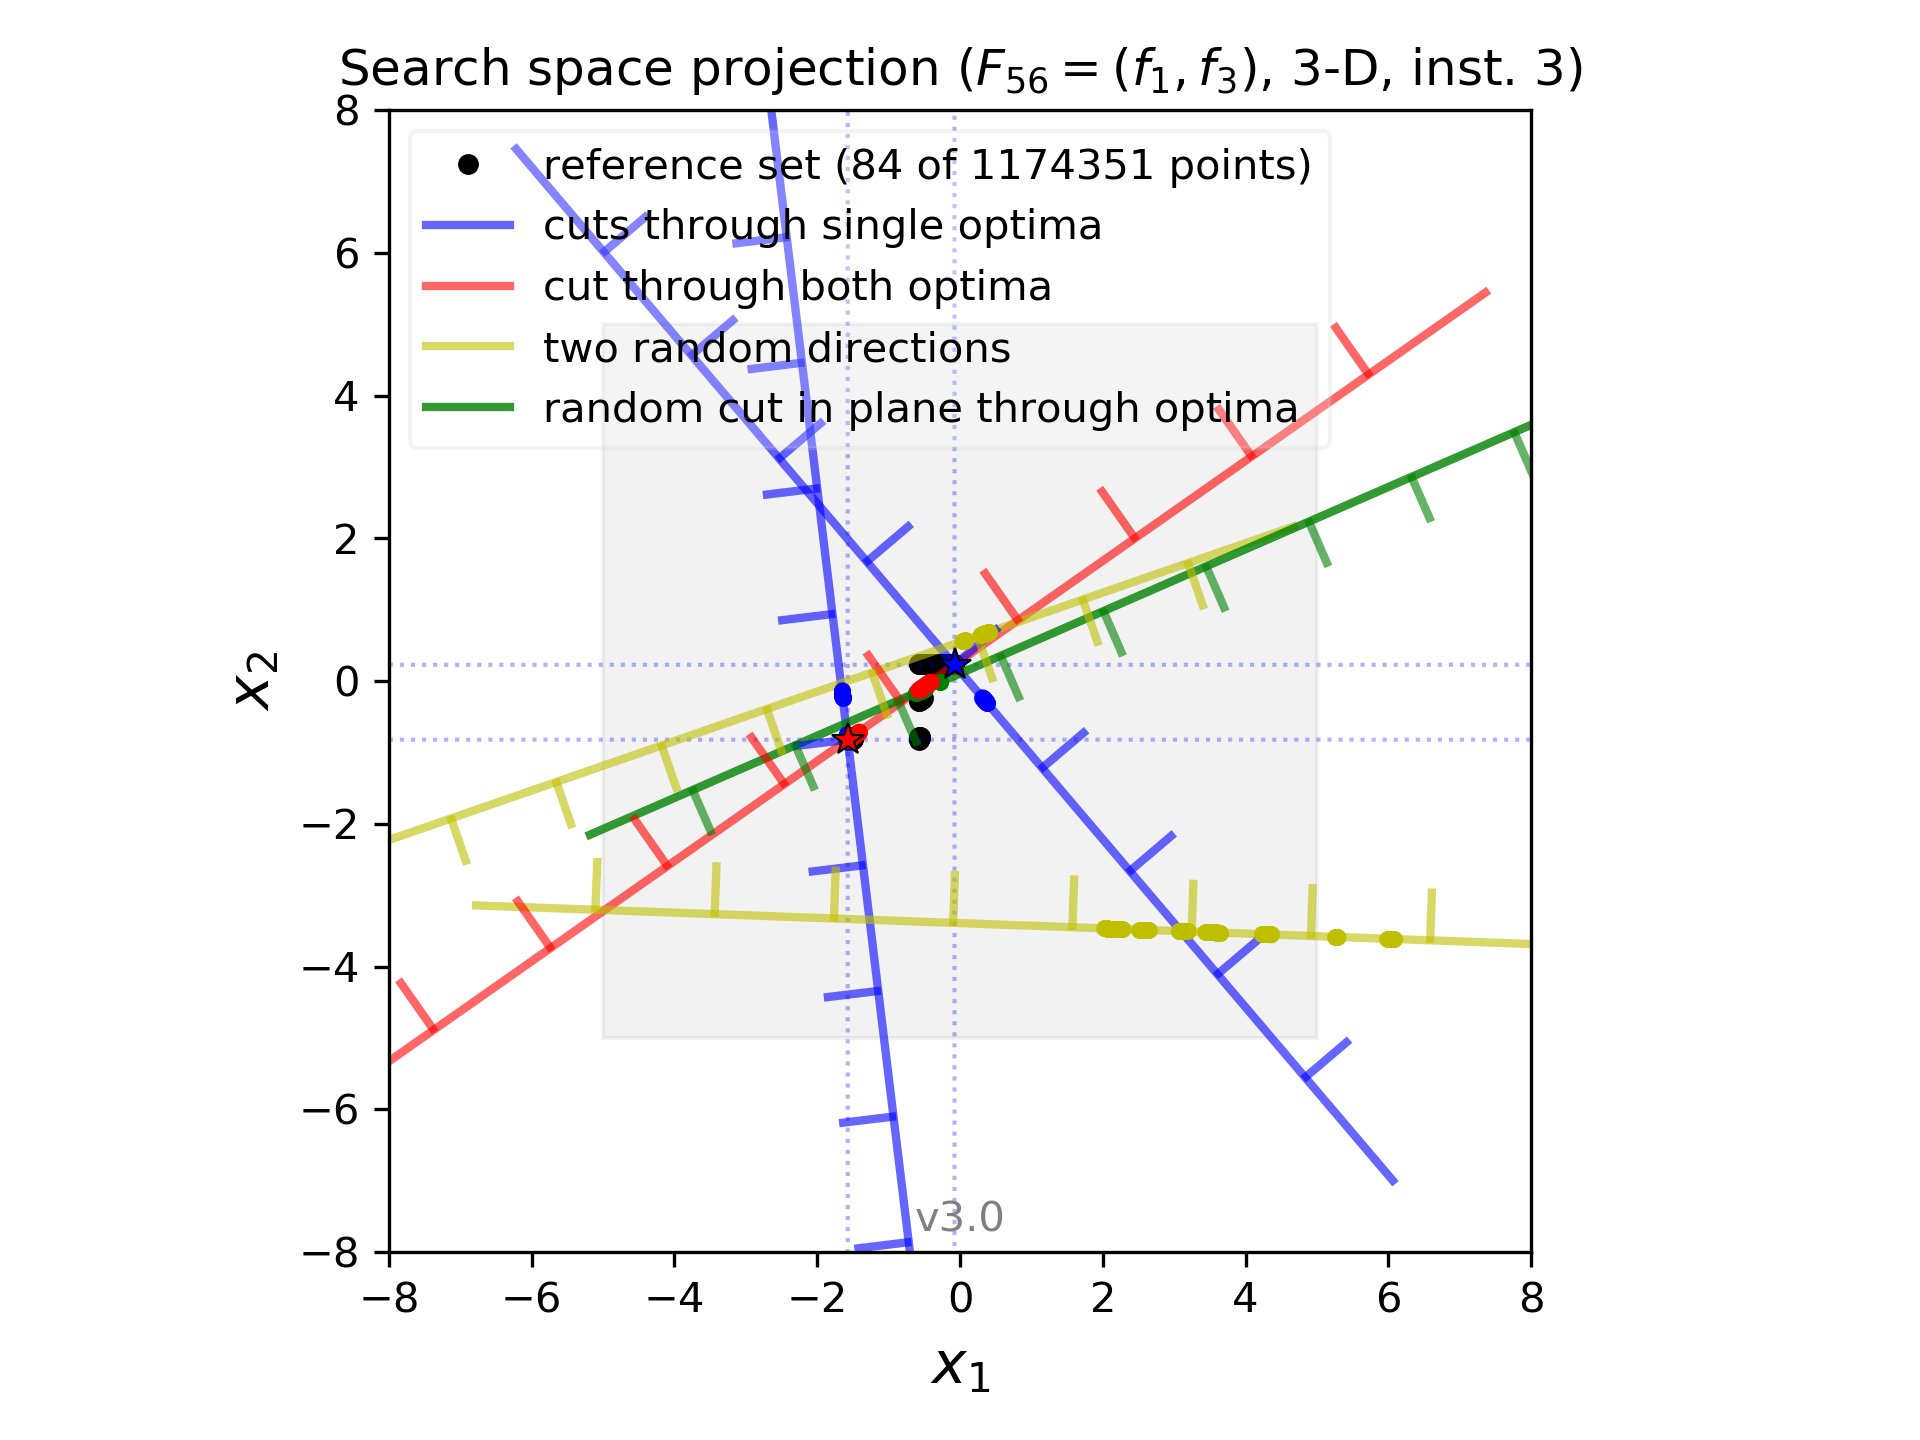 Search space projection (F₅₆ = (f₁, f₃), 3-D, inst. 3)
reference set (84 of 1174351 points)
cuts through single optima
cut through both optima
two random directions
random cut in plane through optima
8
6
4
2
0
−2
−4
−6
−8
x₂
v3.0
−8 −6 −4 −2 0 2 4 6 8
x₁